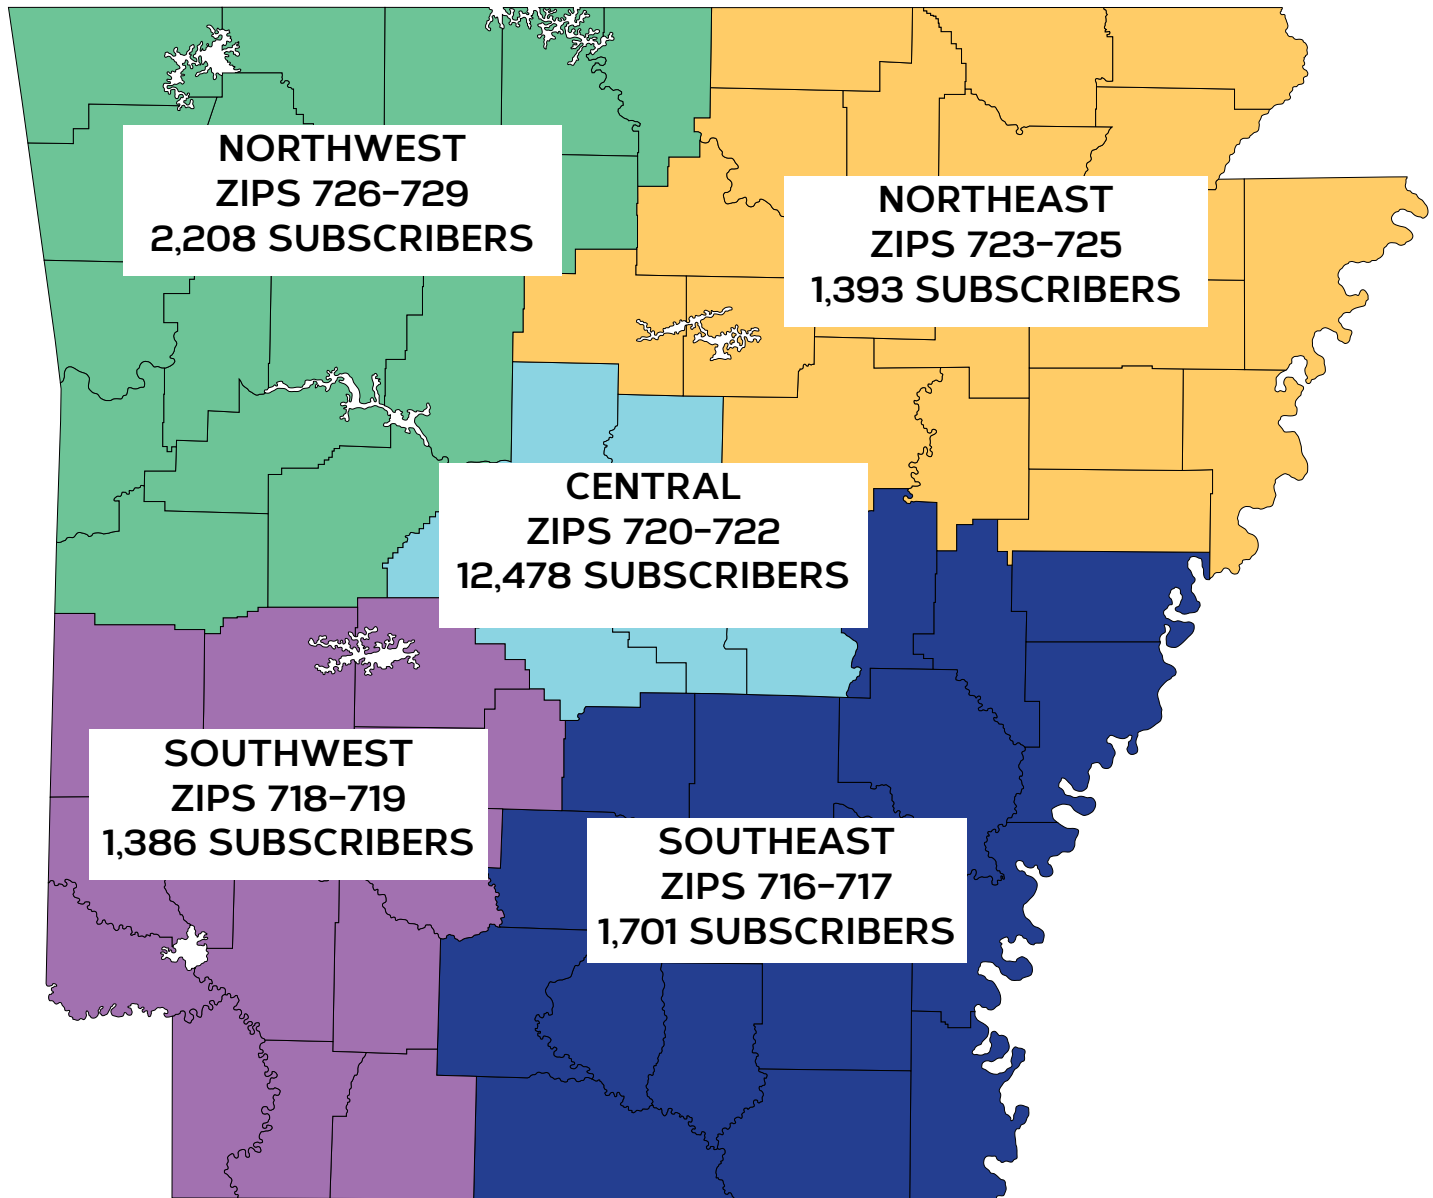 NORTHWEST
ZIPS 726-729
2,208 SUBSCRIBERS
NORTHEAST
ZIPS 723-725
1,393 SUBSCRIBERS
CENTRAL
ZIPS 720-722
12,478 SUBSCRIBERS
SOUTHWEST
ZIPS 718-719
1,386 SUBSCRIBERS
SOUTHEAST
ZIPS 716-717
1,701 SUBSCRIBERS